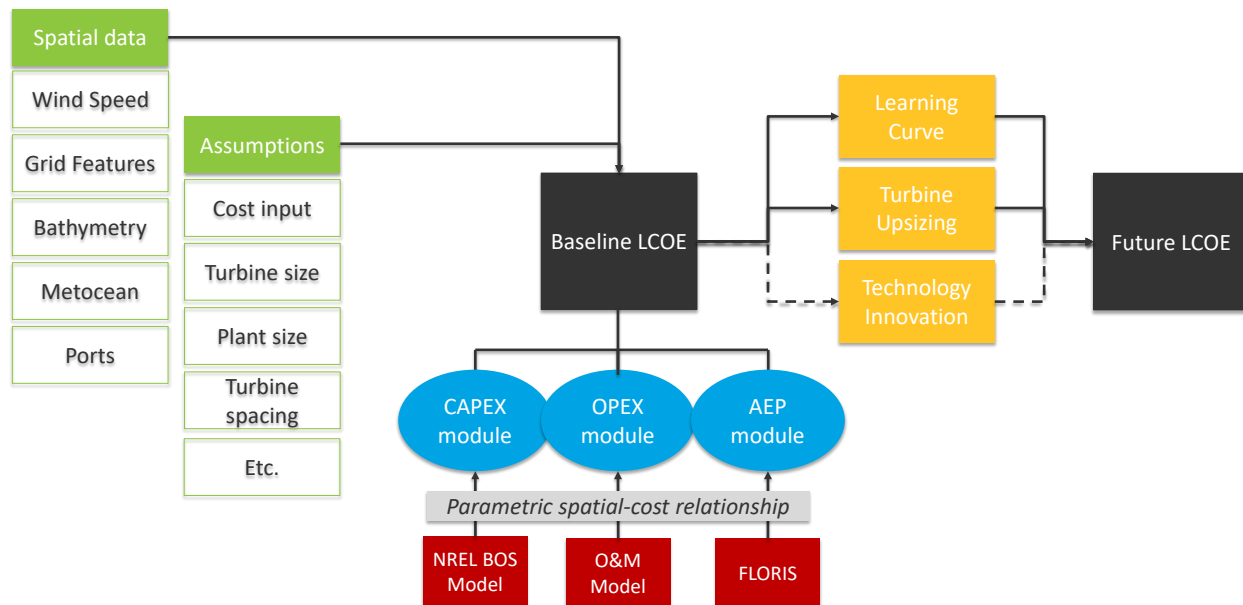 Spatial data
Wind Speed
Grid Features
Bathymetry
Metocean
Ports
Assumptions
Cost input
Turbine size
Plant size
Turbine
spacing
Etc.
Baseline LCOE
Learning
Curve
Turbine
Upsizing
Technology
Innovation
Future LCOE
CAPEX
module
OPEX
module
AEP
module
Parametric spatial-cost relationship
NREL BOS
Model
O&M
Model
FLORIS